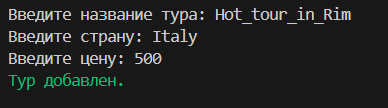 Введите название тура: Hot_tour_in_Rim
Введите страну: Italy
Введите цену: 500
Тур добавлен.